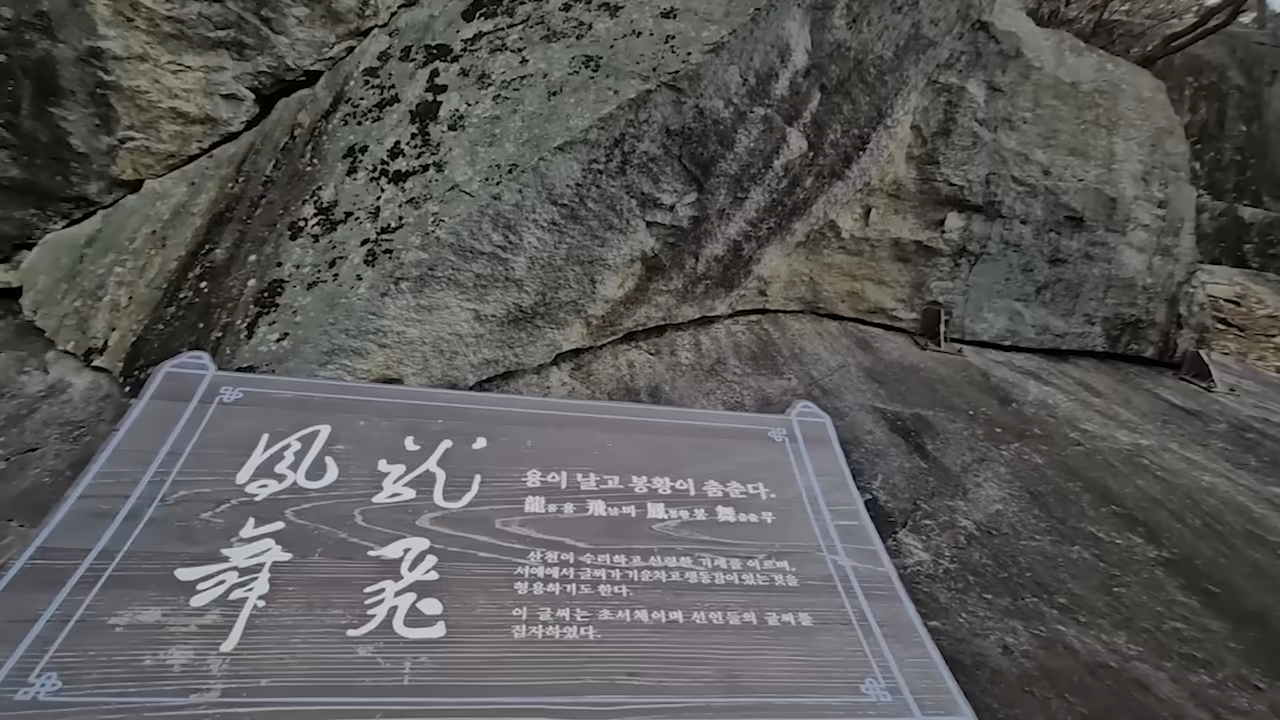 龍飛
鳳舞
용이 날고 봉황이 춤춘다.
龍용 용 飛날 비 鳳봉황 봉 舞춤출 무
산천이 수려하고 신령한 기세를 이르며,
서예에서 글씨가 기운차고 생동감이 있는 것을
형용하기도 한다.
이 글씨는 초서체이며 선인들의 글씨를
집자하였다.